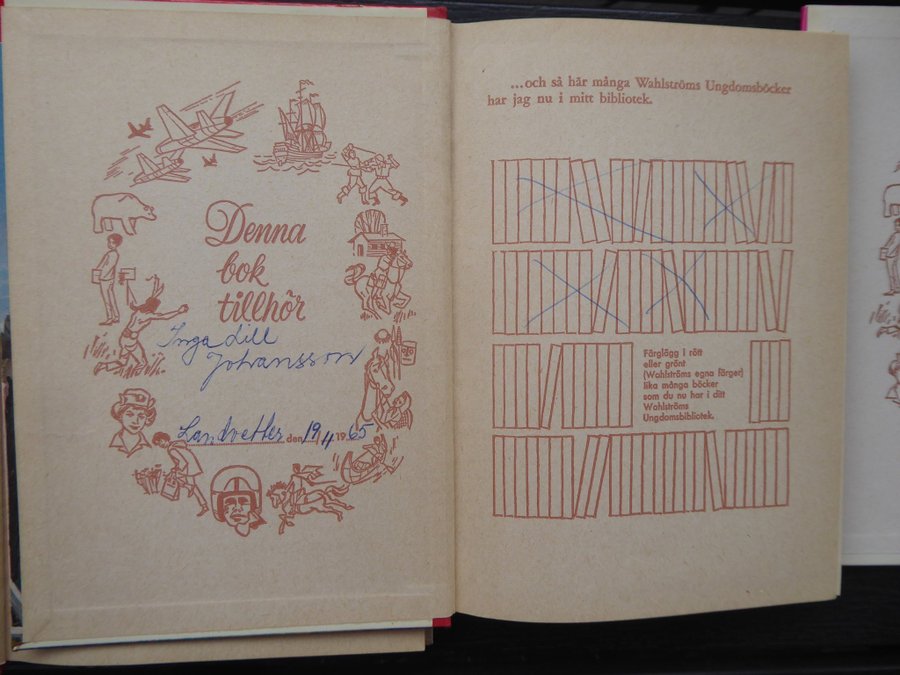 Denna
bok
tillhör
Inga Lill
Johansson
Landvetter den 19/4 1965
...och så här många Wahlströms Ungdomsböcker
har jag nu i mitt bibliotek.
Färglägg i rött
eller grönt
(Wahlströms egna färger)
lika många böcker
som du nu har i ditt
Wahlströms
Ungdomsbibliotek.